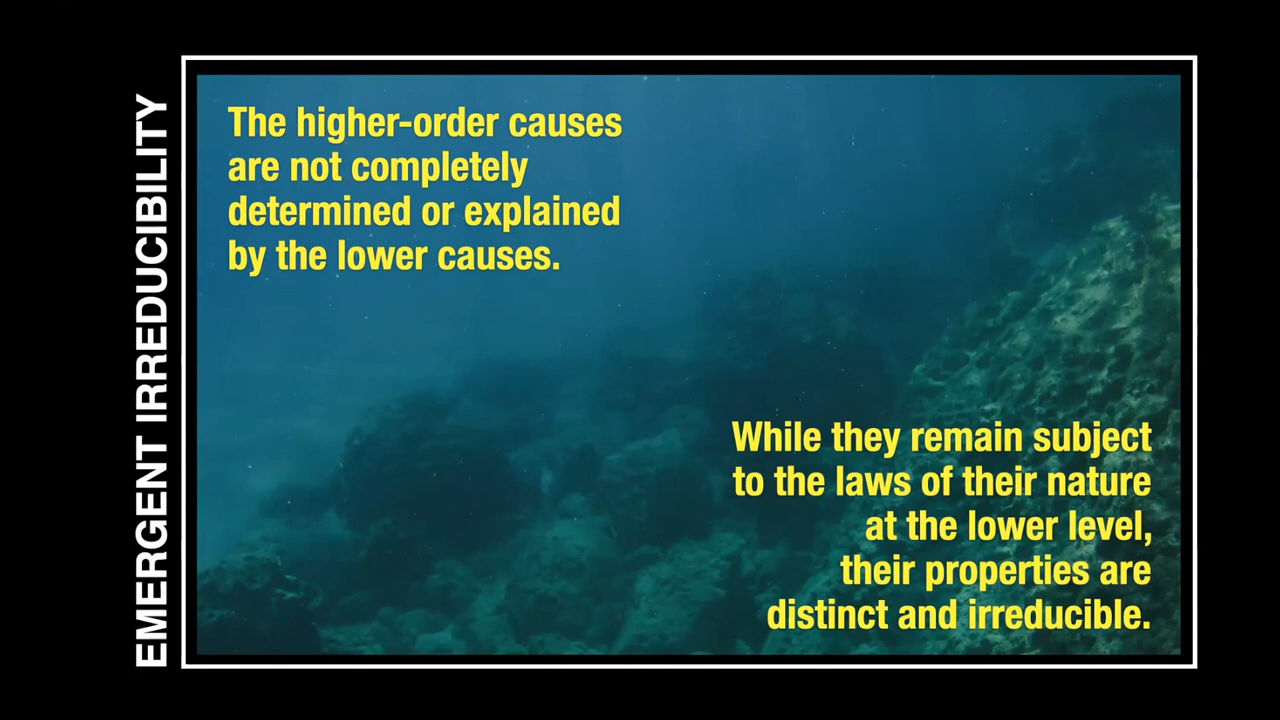 EMERGENT IRREDUCIBILITY
The higher-order causes
are not completely
determined or explained
by the lower causes.
While they remain subject
to the laws of their nature
at the lower level,
their properties are
distinct and irreducible.